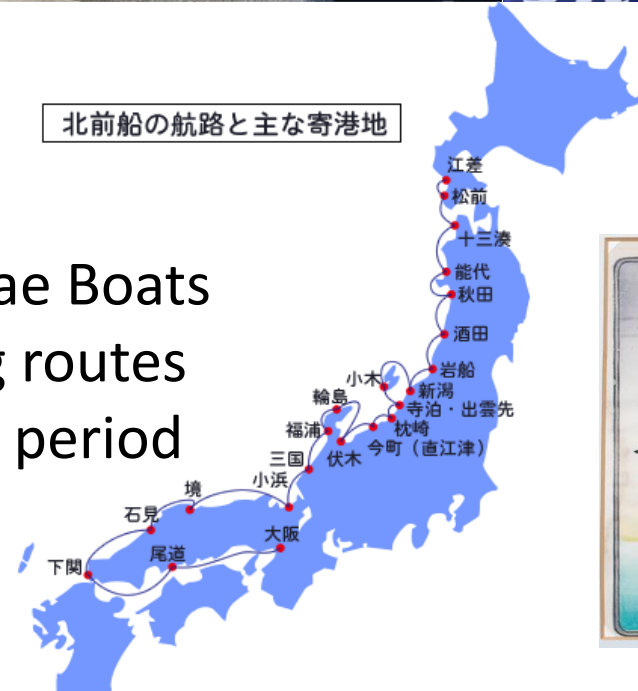 北前船の航路と主な寄港地
ae Boats
g routes
period
江差
松前
十三湊
能代
秋田
酒田
岩船
小木
新潟
輪島
寺泊・出雲先
福浦
枕崎
伏木
今町（直江津）
三国
小浜
境
石見
大阪
尾道
下関